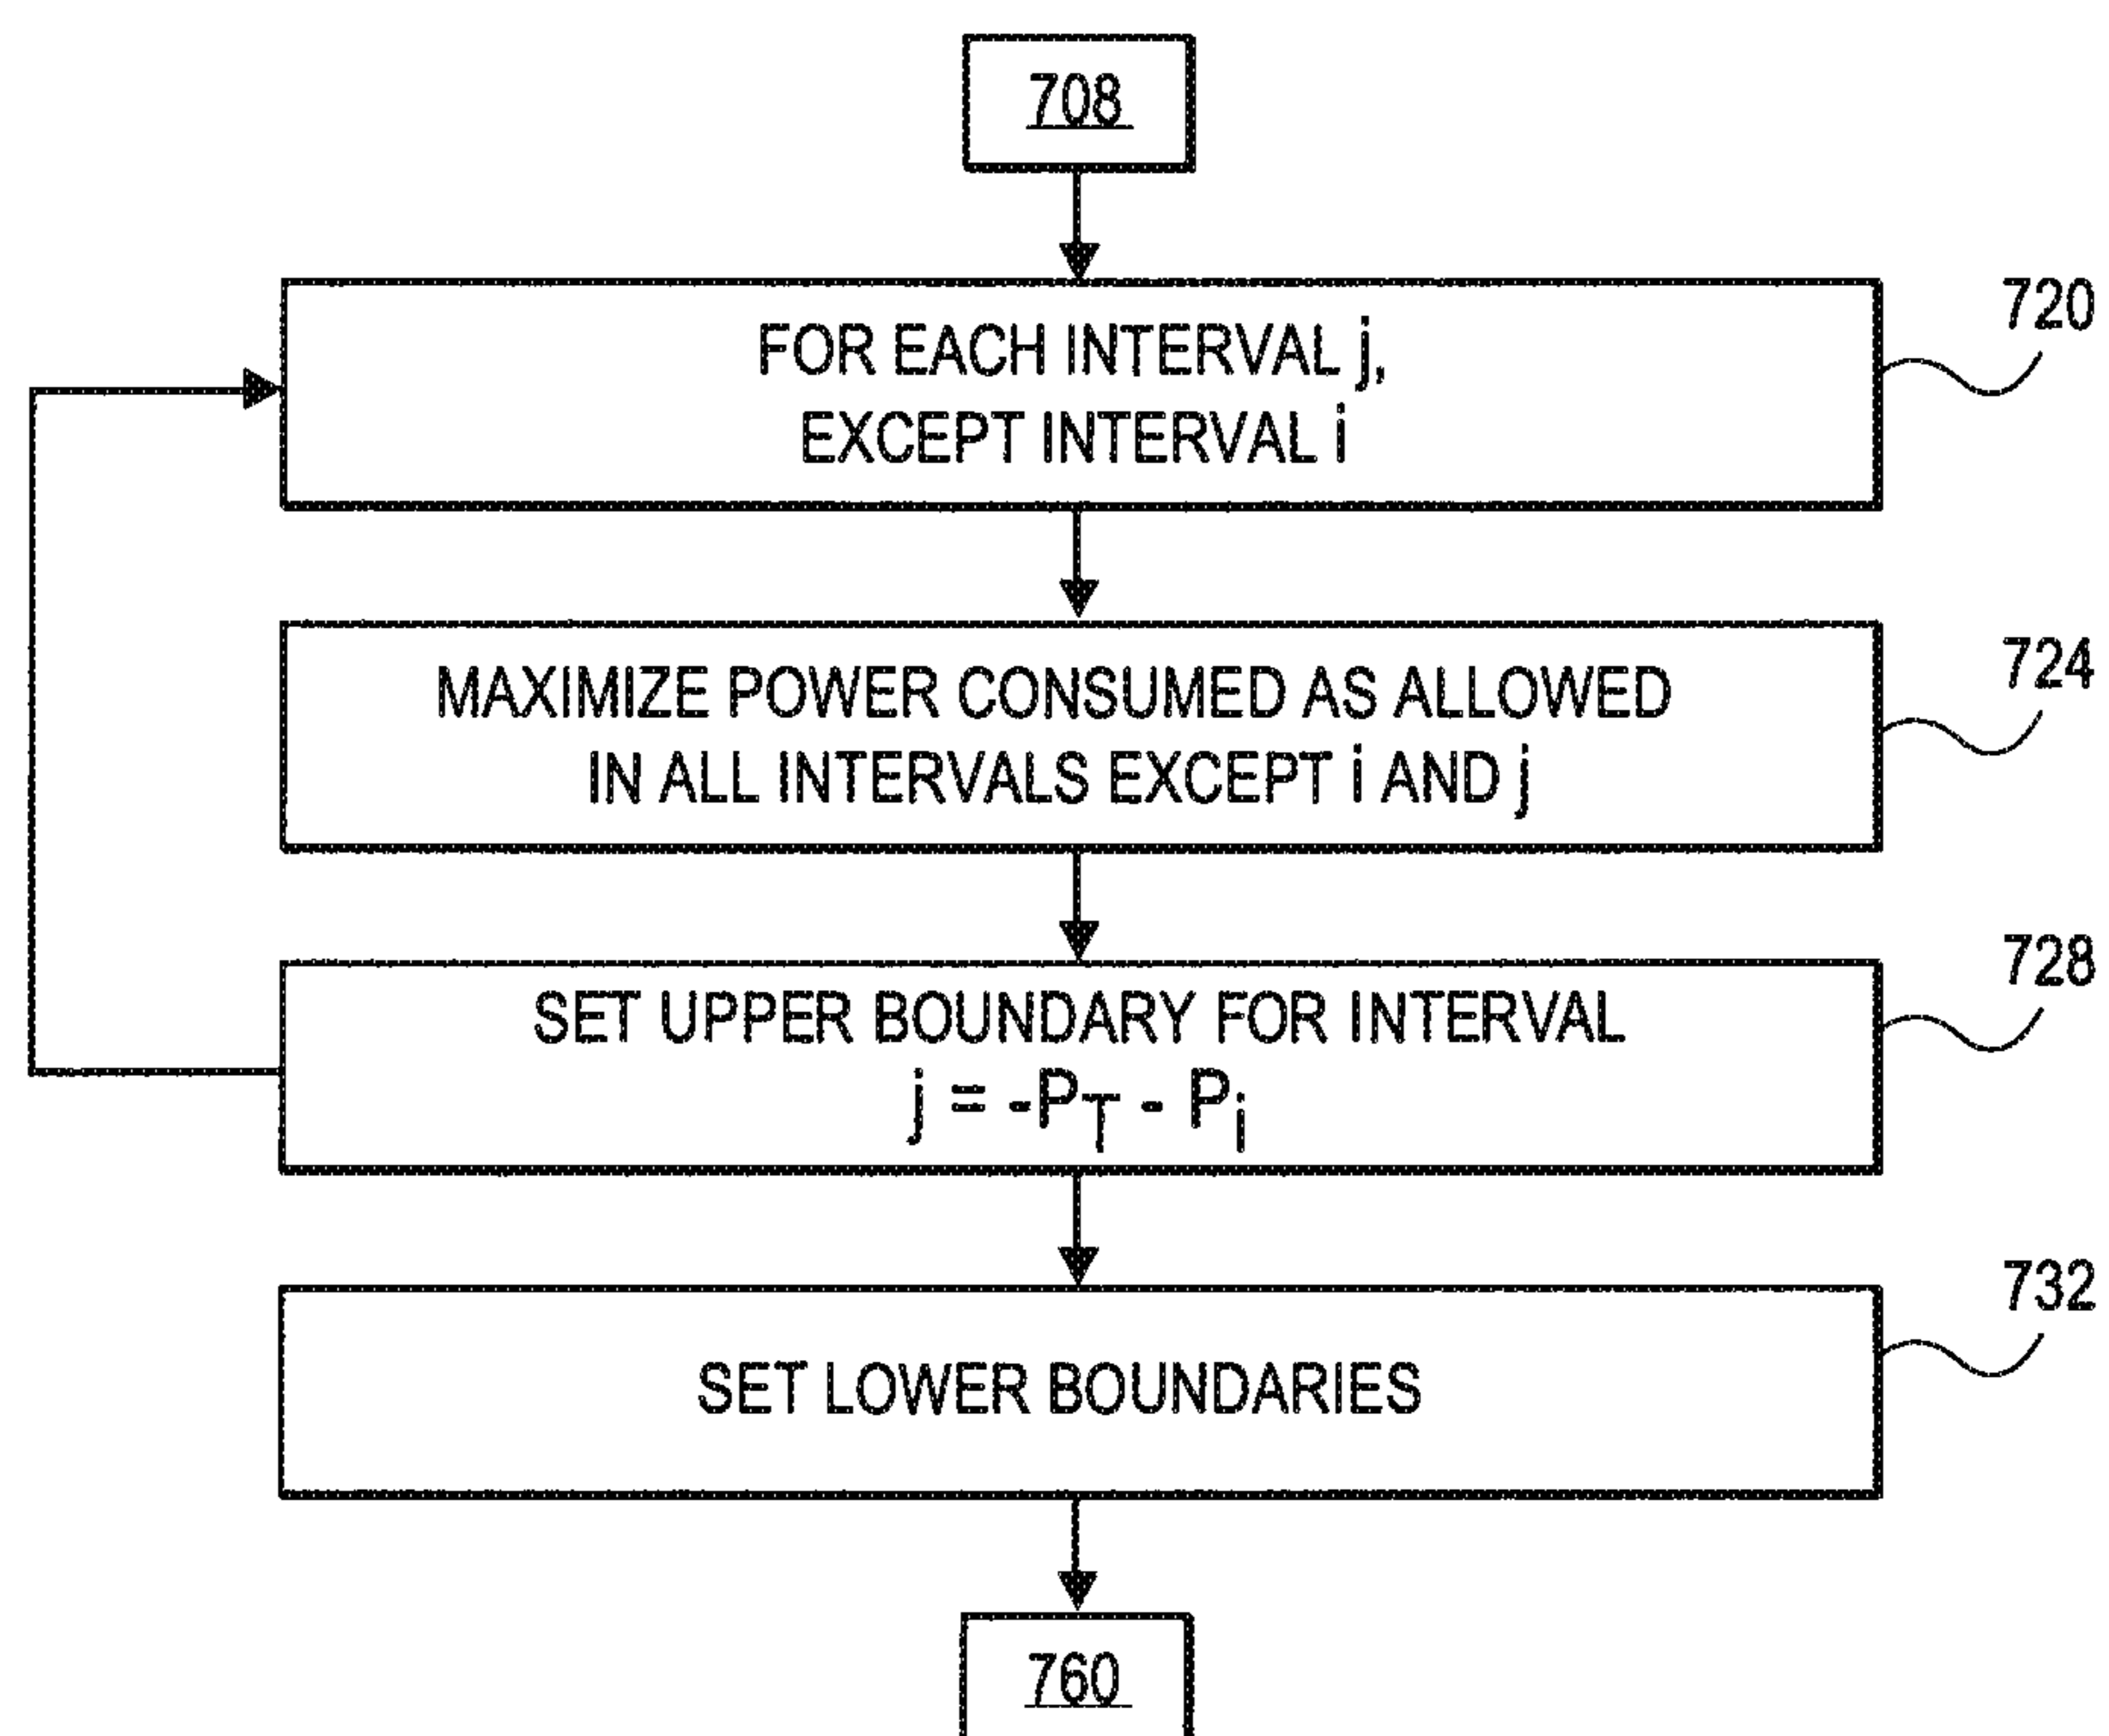 708
FOR EACH INTERVAL j,
EXCEPT INTERVAL i
720
MAXIMIZE POWER CONSUMED AS ALLOWED
IN ALL INTERVALS EXCEPT i AND j
724
SET UPPER BOUNDARY FOR INTERVAL
j = -PT - Pi
728
SET LOWER BOUNDARIES
732
760